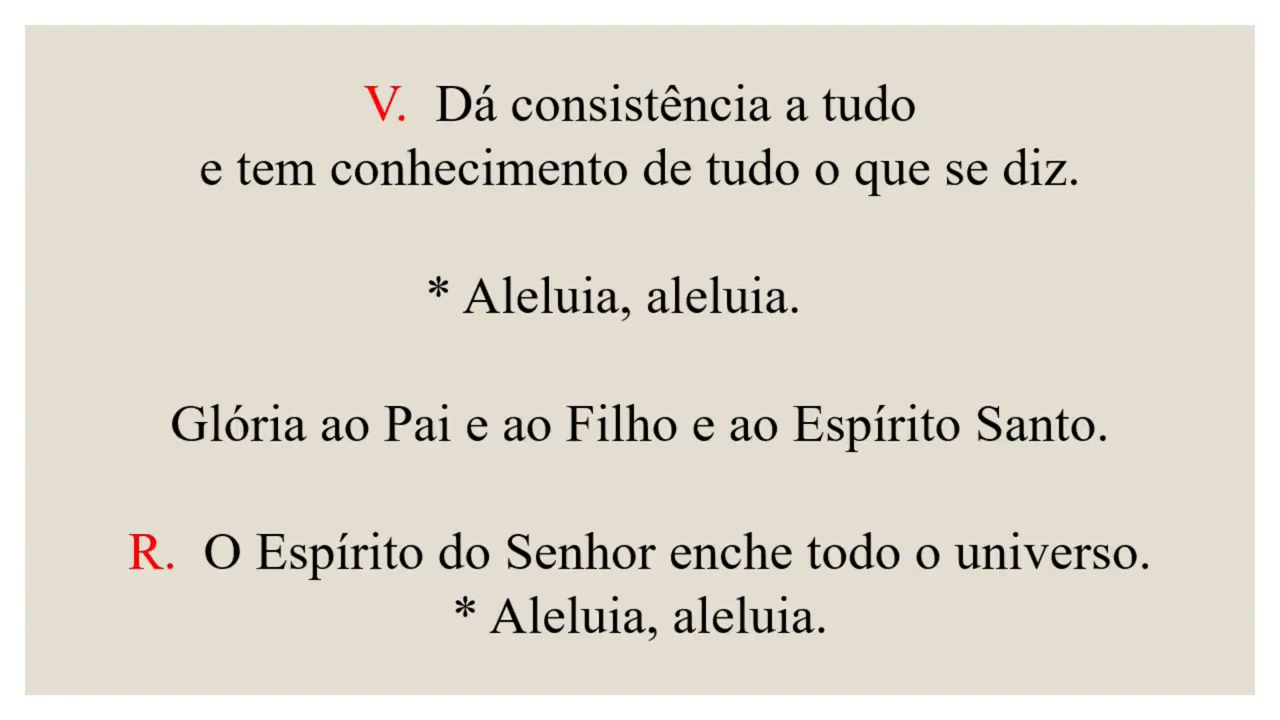 V. Dá consistência a tudo
e tem conhecimento de tudo o que se diz.
* Aleluia, aleluia.
Glória ao Pai e ao Filho e ao Espírito Santo.
R. O Espírito do Senhor enche todo o universo.
* Aleluia, aleluia.